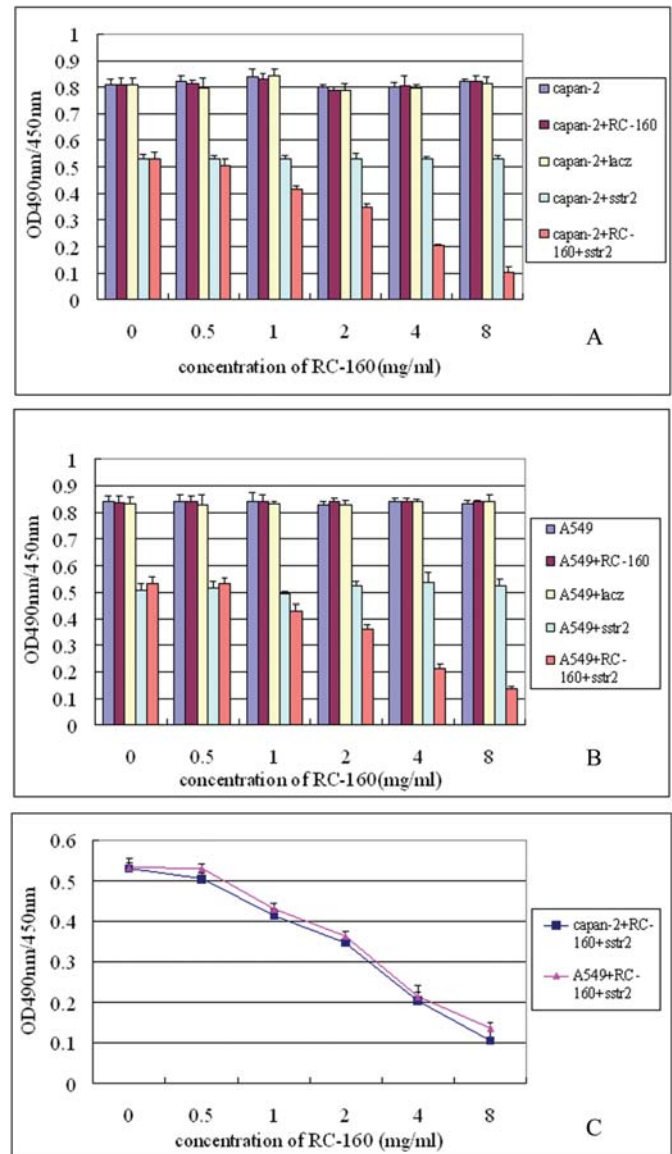 1
0.9
0.8
0.7
0.6
0.5
0.4
0.3
0.2
0.1
0
OD490nm/450nm
0 0.5 1 2 4 8
concentration of RC-160(mg/ml)
capan-2
capan-2+RC-160
capan-2+lacz
capan-2+sstr2
capan-2+RC-
160+sstr2
A
1
0.9
0.8
0.7
0.6
0.5
0.4
0.3
0.2
0.1
0
OD490nm/450nm
0 0.5 1 2 4 8
concentration of RC-160(mg/ml)
A549
A549+RC-160
A549+lacz
A549+sstr2
A549+RC-
160+sstr2
B
0.6
0.5
0.4
0.3
0.2
0.1
0
OD490nm/450nm
0 0.5 1 2 4 8
concentration of RC-160 (mg/ml)
capan-2+RC-
160+sstr2
A549+RC-
160+sstr2
C